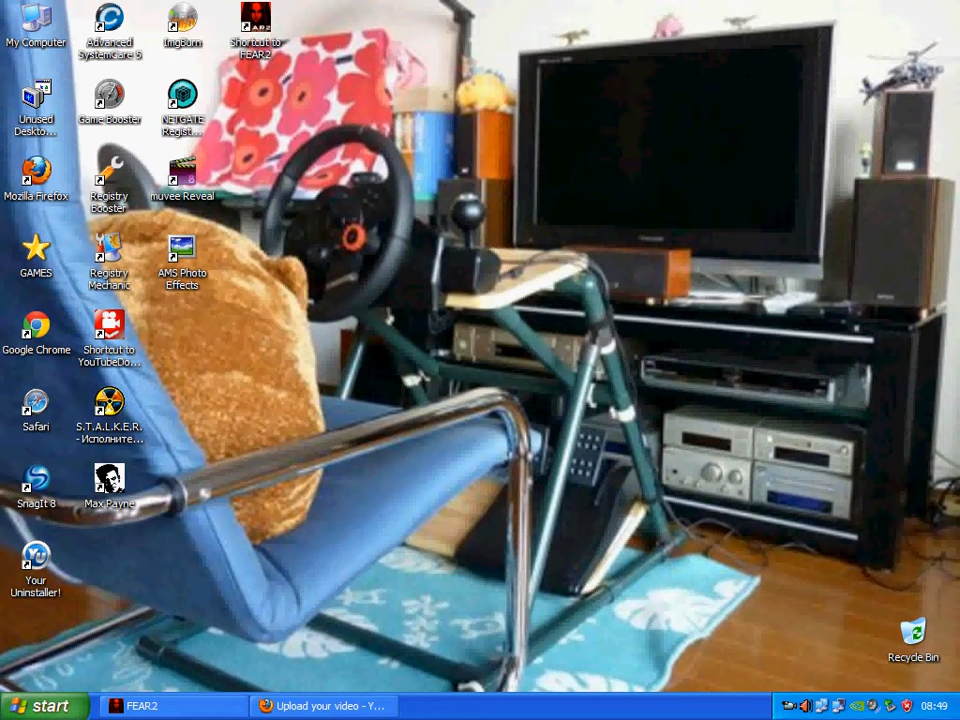 My Computer
Advanced
SystemCare 5
ImgBurn
Shortcut to
FEAR2
Unused
Deskto...
Game Booster
NETGATE
Regist...
Mozilla Firefox
Registry
Booster
muvee Reveal
GAMES
Registry
Mechanic
AMS Photo
Effects
Google Chrome
Shortcut to
YouTubeDo...
Safari
S.T.A.L.K.E.R.
- Исполните...
SnagIt 8
Max Payne
Your
Uninstaller!
Recycle Bin
start
FEAR2
Upload your video - Y...
08:49